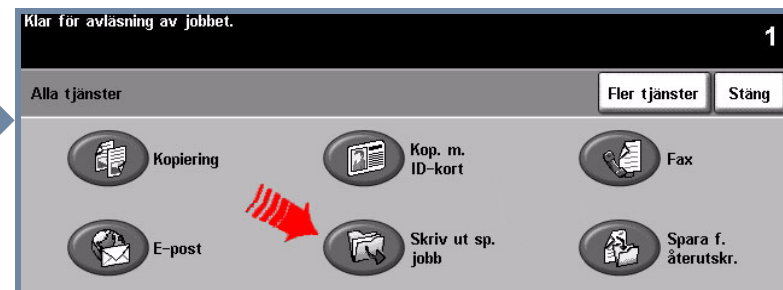 Klar för avläsning av jobbet.
1
Alla tjänster
Fler tjänster
Stäng
Kopiering
Kop. m.
ID-kort
Fax
E-post
Skriv ut sp.
jobb
Spara f.
återutskr.